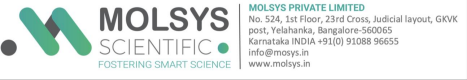 MOLSYS
SCIENTIFIC
FOSTERING SMART SCIENCE
MOLSYS PRIVATE LIMITED
No. 524, 1st Floor, 23rd Cross, Judicial layout, GKVK
post, Yelahanka, Bangalore-560065
Karnataka INDIA +91(0) 91088 96655
info@mosys.in
www.molsys.in